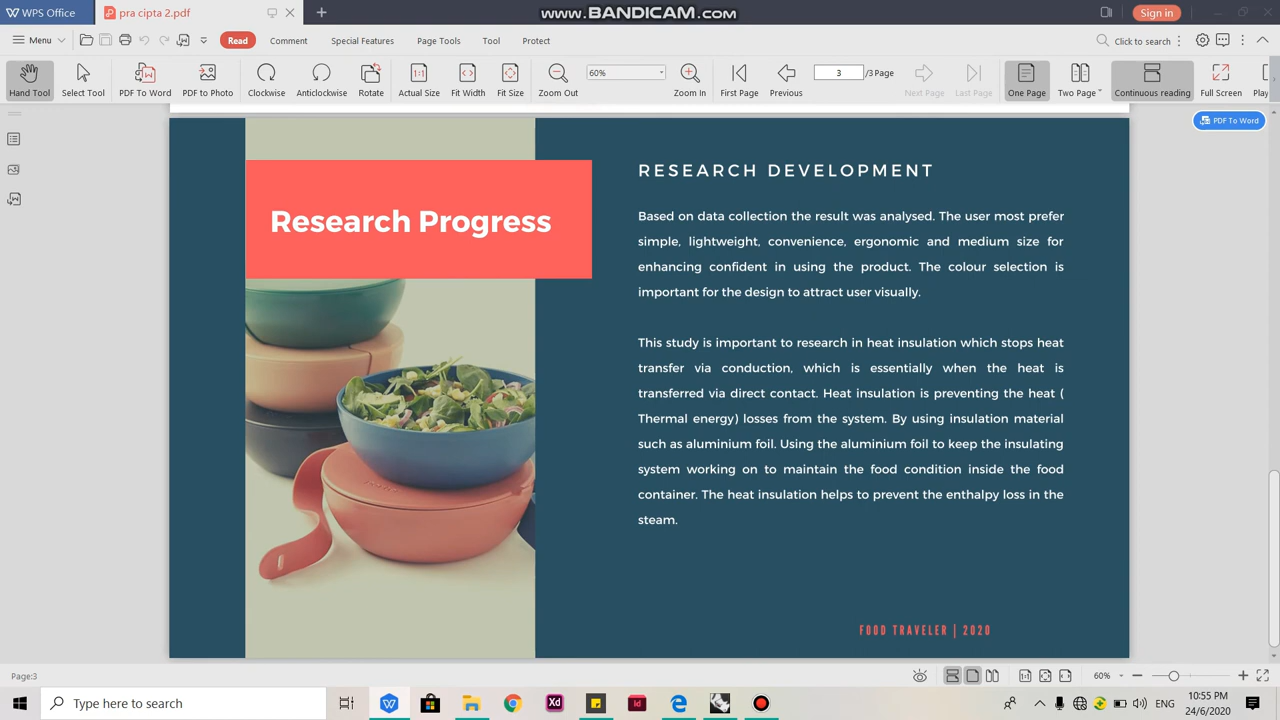 WPS Office
pra cipta 2.pdf
www.BANDICAM.com
Sign in
Menu
Read
Comment
Special Features
Page Tools
Tool
Protect
Click to search
Hand Tool
Select Tool
PDF To Word
PDF to Photo
Clockwise
Anticlockwise
Rotate
Actual Size
Fit Width
Fit Size
Zoom Out
60%
Zoom In
First Page
Previous
3
/3 Page
Next Page
Last Page
One Page
Two Page
Continuous reading
Full Screen
Play
PDF To Word
Research Progress
RESEARCH DEVELOPMENT
Based on data collection the result was analysed. The user most prefer
simple, lightweight, convenience, ergonomic and medium size for
enhancing confident in using the product. The colour selection is
important for the design to attract user visually.
This study is important to research in heat insulation which stops heat
transfer via conduction, which is essentially when the heat is
transferred via direct contact. Heat insulation is preventing the heat (
Thermal energy) losses from the system. By using insulation material
such as aluminium foil. Using the aluminium foil to keep the insulating
system working on to maintain the food condition inside the food
container. The heat insulation helps to prevent the enthalpy loss in the
steam.
FOOD TRAVELER | 2020
Page:3
60%
Type here to search
ENG
10:55 PM
24/6/2020